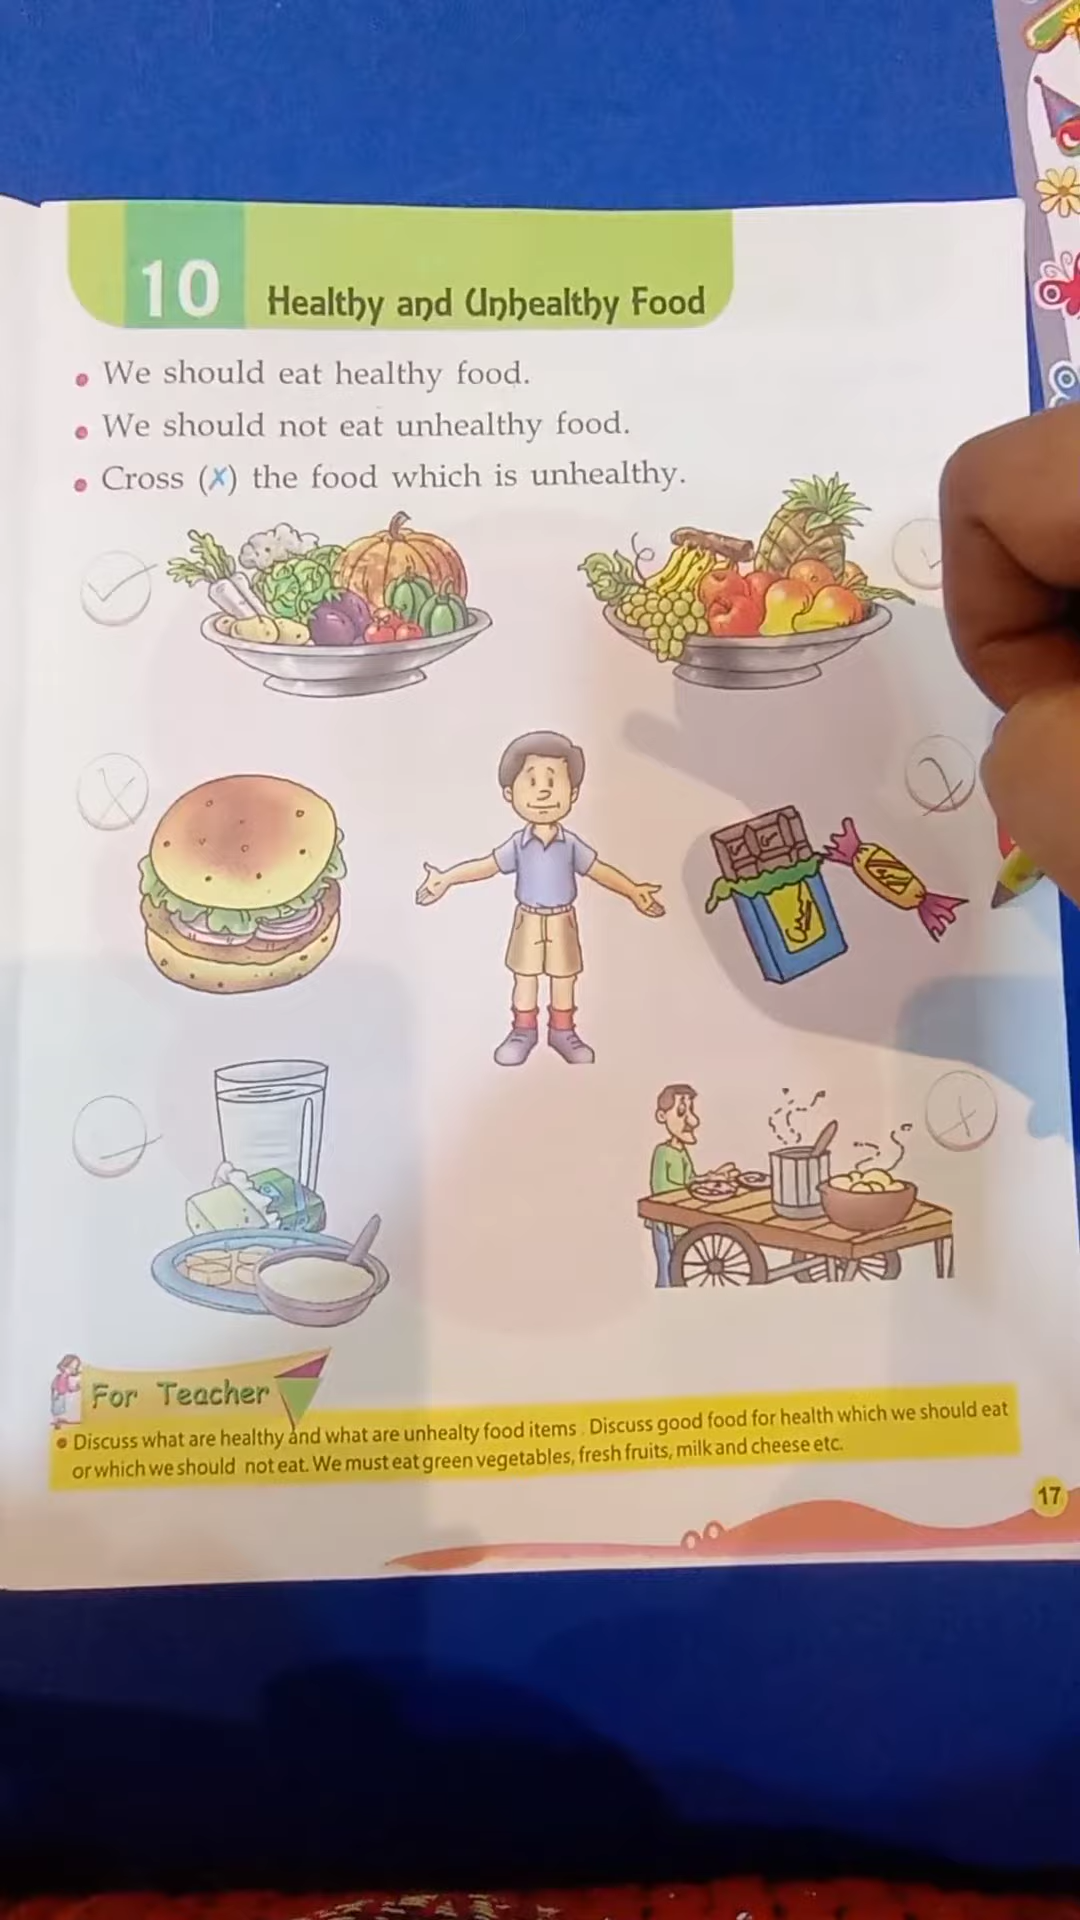 10
Healthy and Unhealthy Food
We should eat healthy food.
We should not eat unhealthy food.
Cross (✗) the food which is unhealthy.
For Teacher
Discuss what are healthy and what are unhealty food items . Discuss good food for health which we should eat
or which we should not eat. We must eat green vegetables, fresh fruits, milk and cheese etc.
17